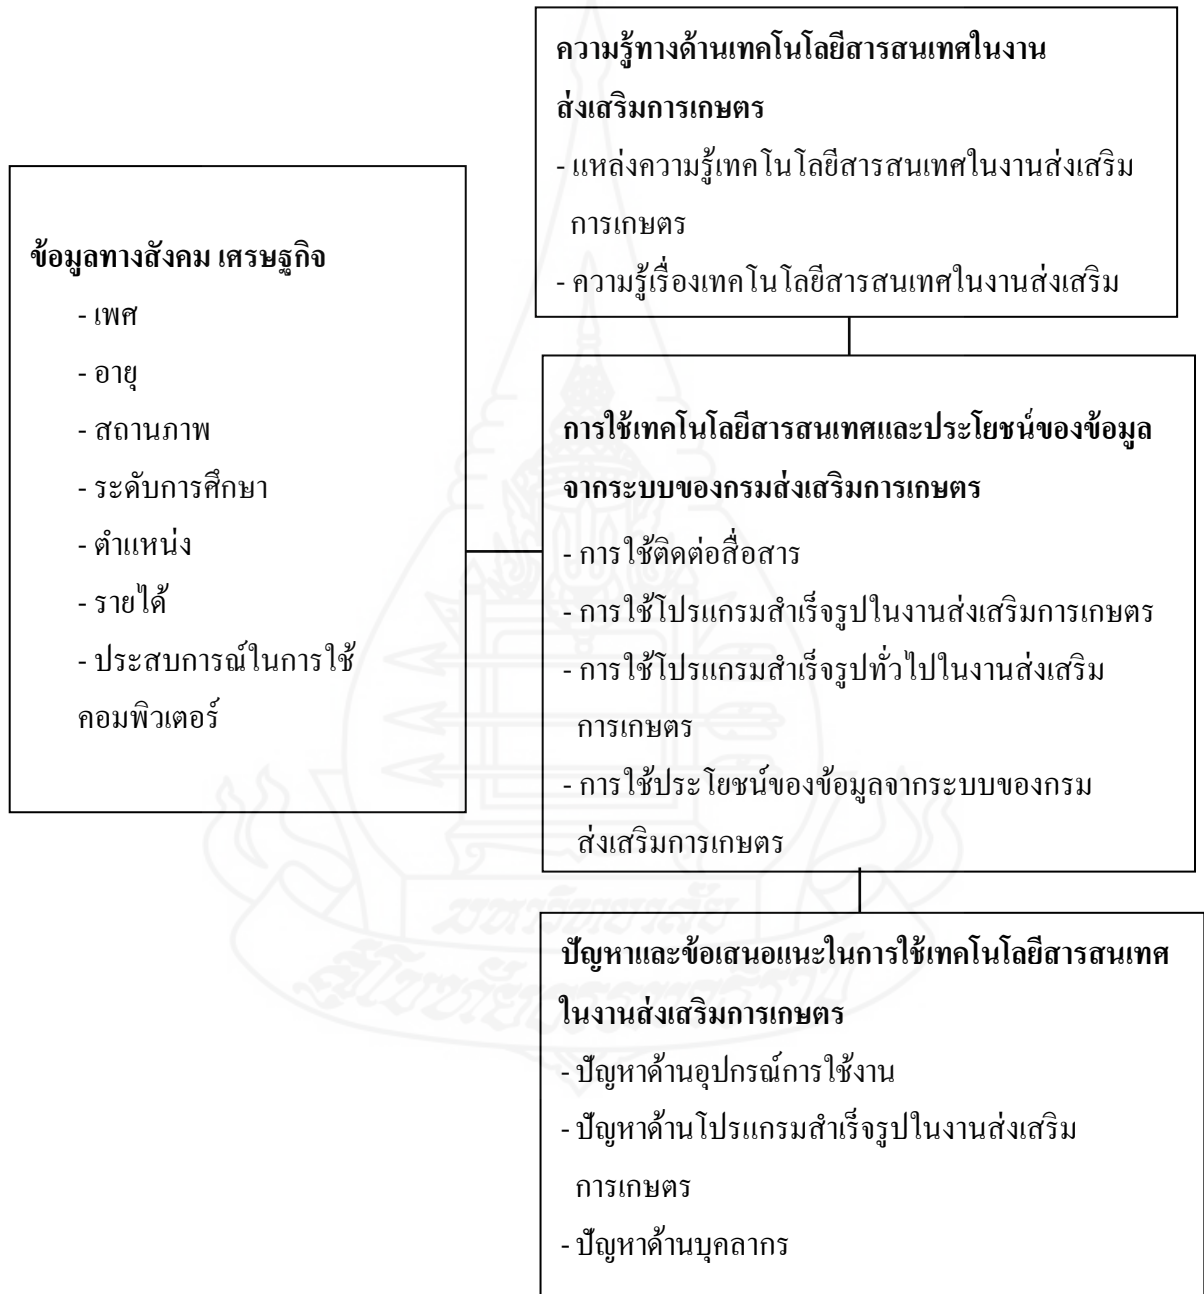 ความรู้ทางด้านเทคโนโลยีสารสนเทศในงาน
ส่งเสริมการเกษตร
- แหล่งความรู้เทคโนโลยีสารสนเทศในงานส่งเสริม
การเกษตร
- ความรู้เรื่องเทคโนโลยีสารสนเทศในงานส่งเสริม
ข้อมูลทางสังคม เศรษฐกิจ
- เพศ
- อายุ
- สถานภาพ
- ระดับการศึกษา
- ตำแหน่ง
- รายได้
- ประสบการณ์ในการใช้
คอมพิวเตอร์
การใช้เทคโนโลยีสารสนเทศและประโยชน์ของข้อมูล
จากระบบของกรมส่งเสริมการเกษตร
- การใช้ติดต่อสื่อสาร
- การใช้โปรแกรมสำเร็จรูปในงานส่งเสริมการเกษตร
- การใช้โปรแกรมสำเร็จรูปทั่วไปในงานส่งเสริม
การเกษตร
- การใช้ประโยชน์ของข้อมูลจากระบบของกรม
ส่งเสริมการเกษตร
มหาวิทยาลัย
สุโขทัยธรรมาธิราช
ปัญหาและข้อเสนอแนะในการใช้เทคโนโลยีสารสนเทศ
ในงานส่งเสริมการเกษตร
- ปัญหาด้านอุปกรณ์การใช้งาน
- ปัญหาด้านโปรแกรมสำเร็จรูปในงานส่งเสริม
การเกษตร
- ปัญหาด้านบุคลากร